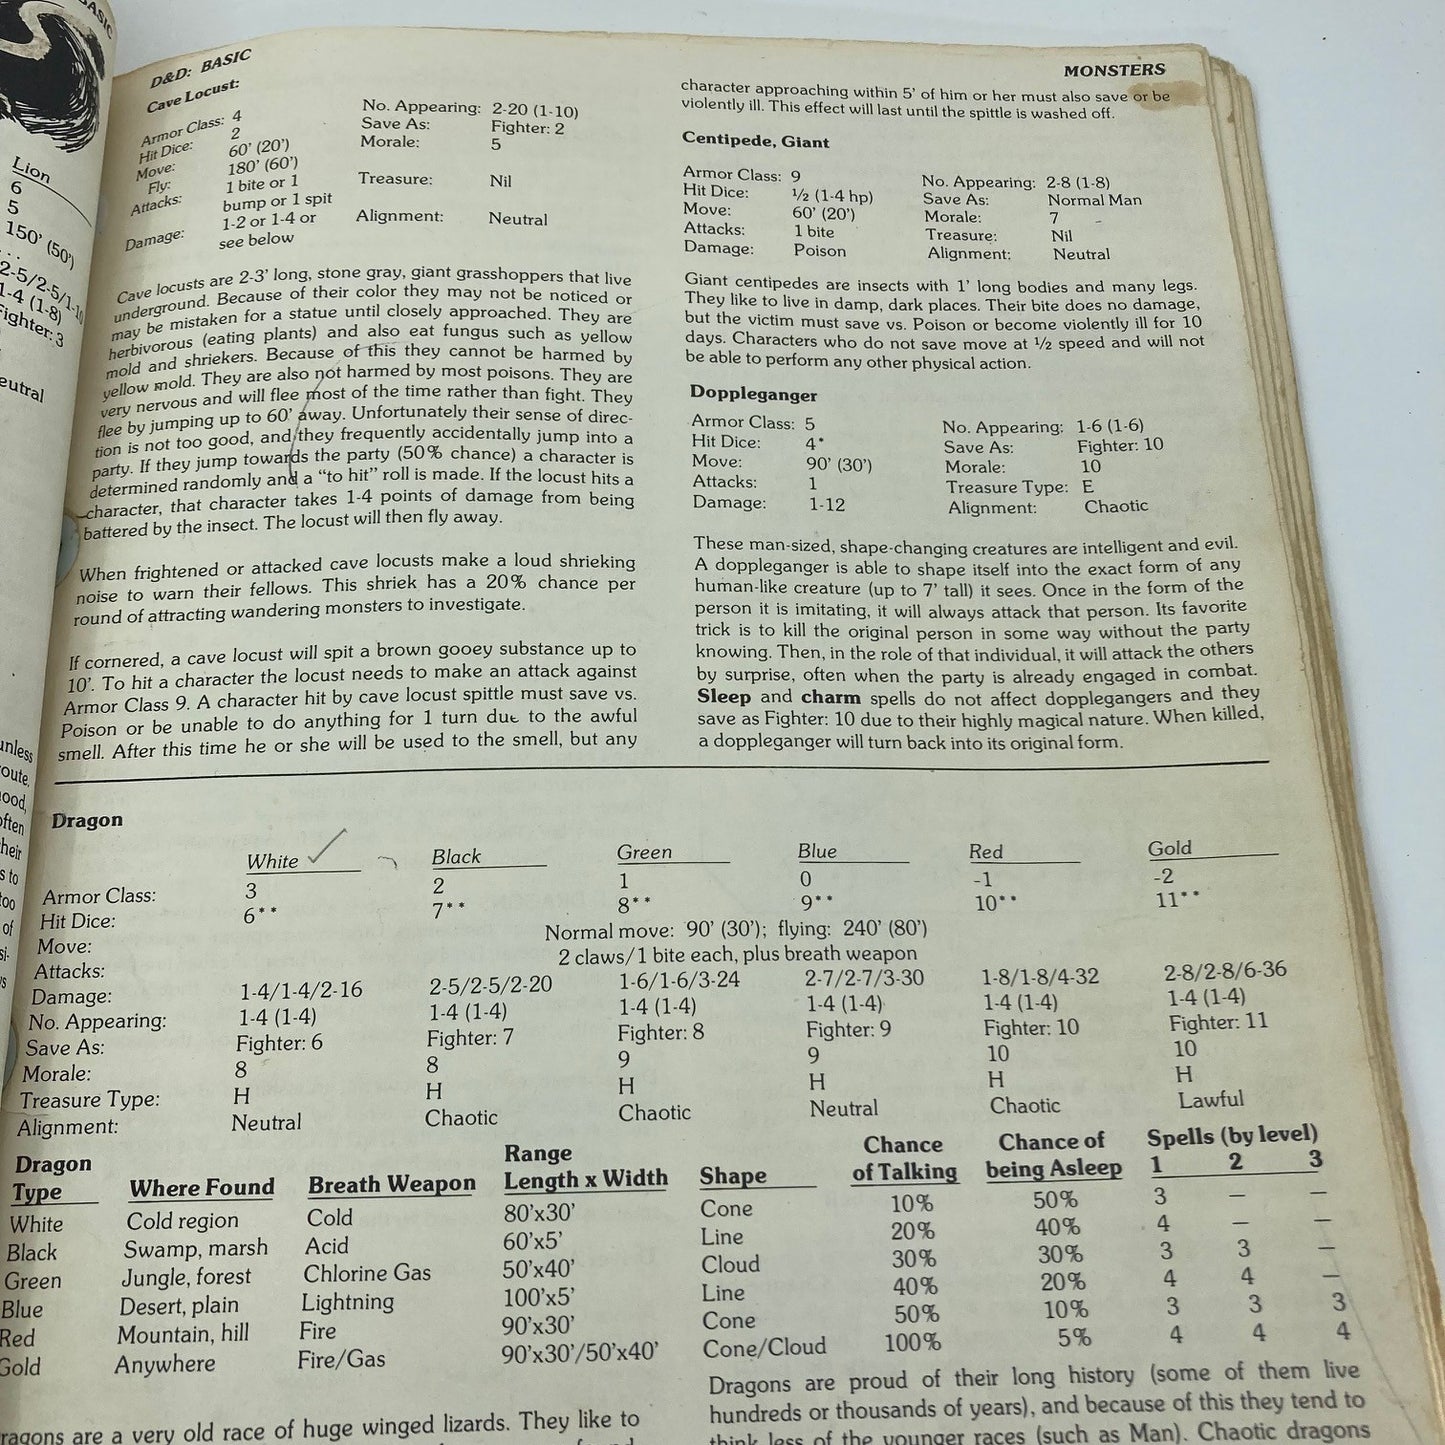 BASIC
Lion
6
5
150' (50')
. . .
2-5/2-5/1-10
1-4 (1-8)
Fighter: 3
eutral
unless
oute,
ood,
often
their
s to
too
of
si-
D&D: BASIC
MONSTERS
Cave Locust:
Armor Class: 4
Hit Dice: 2
Move: 60' (20')
Fly: 180' (60')
Attacks: 1 bite or 1
bump or 1 spit
Damage: 1-2 or 1-4 or
see below
No. Appearing: 2-20 (1-10)
Save As: Fighter: 2
Morale: 5
Treasure: Nil
Alignment: Neutral
Cave locusts are 2-3' long, stone gray, giant grasshoppers that live
underground. Because of their color they may not be noticed or
may be mistaken for a statue until closely approached. They are
herbivorous (eating plants) and also eat fungus such as yellow
mold and shriekers. Because of this they cannot be harmed by
yellow mold. They are also not harmed by most poisons. They are
very nervous and will flee most of the time rather than fight. They
flee by jumping up to 60' away. Unfortunately their sense of direc-
tion is not too good, and they frequently accidentally jump into a
party. If they jump towards the party (50% chance) a character is
determined randomly and a "to hit" roll is made. If the locust hits a
character, that character takes 1-4 points of damage from being
battered by the insect. The locust will then fly away.
When frightened or attacked cave locusts make a loud shrieking
noise to warn their fellows. This shriek has a 20% chance per
round of attracting wandering monsters to investigate.
If cornered, a cave locust will spit a brown gooey substance up to
10'. To hit a character the locust needs to make an attack against
Armor Class 9. A character hit by cave locust spittle must save vs.
Poison or be unable to do anything for 1 turn due to the awful
smell. After this time he or she will be used to the smell, but any
character approaching within 5' of him or her must also save or be
violently ill. This effect will last until the spittle is washed off.
Centipede, Giant
Armor Class: 9
Hit Dice: ½ (1-4 hp)
Move: 60' (20')
Attacks: 1 bite
Damage: Poison
No. Appearing: 2-8 (1-8)
Save As: Normal Man
Morale: 7
Treasure: Nil
Alignment: Neutral
Giant centipedes are insects with 1' long bodies and many legs.
They like to live in damp, dark places. Their bite does no damage,
but the victim must save vs. Poison or become violently ill for 10
days. Characters who do not save move at ½ speed and will not
be able to perform any other physical action.
Doppleganger
Armor Class: 5
Hit Dice: 4*
Move: 90' (30')
Attacks: 1
Damage: 1-12
No. Appearing: 1-6 (1-6)
Save As: Fighter: 10
Morale: 10
Treasure Type: E
Alignment: Chaotic
These man-sized, shape-changing creatures are intelligent and evil.
A doppleganger is able to shape itself into the exact form of any
human-like creature (up to 7' tall) it sees. Once in the form of the
person it is imitating, it will always attack that person. Its favorite
trick is to kill the original person in some way without the party
knowing. Then, in the role of that individual, it will attack the others
by surprise, often when the party is already engaged in combat.
Sleep and charm spells do not affect dopplegangers and they
save as Fighter: 10 due to their highly magical nature. When killed,
a doppleganger will turn back into its original form.
Dragon
White Black Green Blue Red Gold
Armor Class: 3 2 1 0 -1 -2
Hit Dice: 6** 7** 8** 9** 10** 11**
Move: Normal move: 90' (30'); flying: 240' (80')
Attacks: 2 claws/1 bite each, plus breath weapon
Damage: 1-4/1-4/2-16 2-5/2-5/2-20 1-6/1-6/3-24 2-7/2-7/3-30 1-8/1-8/4-32 2-8/2-8/6-36
No. Appearing: 1-4 (1-4) 1-4 (1-4) 1-4 (1-4) 1-4 (1-4) 1-4 (1-4) 1-4 (1-4)
Save As: Fighter: 6 Fighter: 7 Fighter: 8 Fighter: 9 Fighter: 10 Fighter: 11
Morale: 8 8 9 9 10 10
Treasure Type: H H H H H H
Alignment: Neutral Chaotic Chaotic Neutral Chaotic Lawful
Dragon Range Chance Chance of Spells (by level)
Type Where Found Breath Weapon Length x Width Shape of Talking being Asleep 1 2 3
White Cold region Cold 80'x30' Cone 10% 50% 3 — —
Black Swamp, marsh Acid 60'x5' Line 20% 40% 4 — —
Green Jungle, forest Chlorine Gas 50'x40' Cloud 30% 30% 3 3 —
Blue Desert, plain Lightning 100'x5' Line 40% 20% 4 4 —
Red Mountain, hill Fire 90'x30' Cone 50% 10% 3 3 3
Gold Anywhere Fire/Gas 90'x30'/50'x40' Cone/Cloud 100% 5% 4 4 4
ragons are a very old race of huge winged lizards. They like to
Dragons are proud of their long history (some of them live
hundreds or thousands of years), and because of this they tend to
think less of the younger races (such as Man). Chaotic dragons